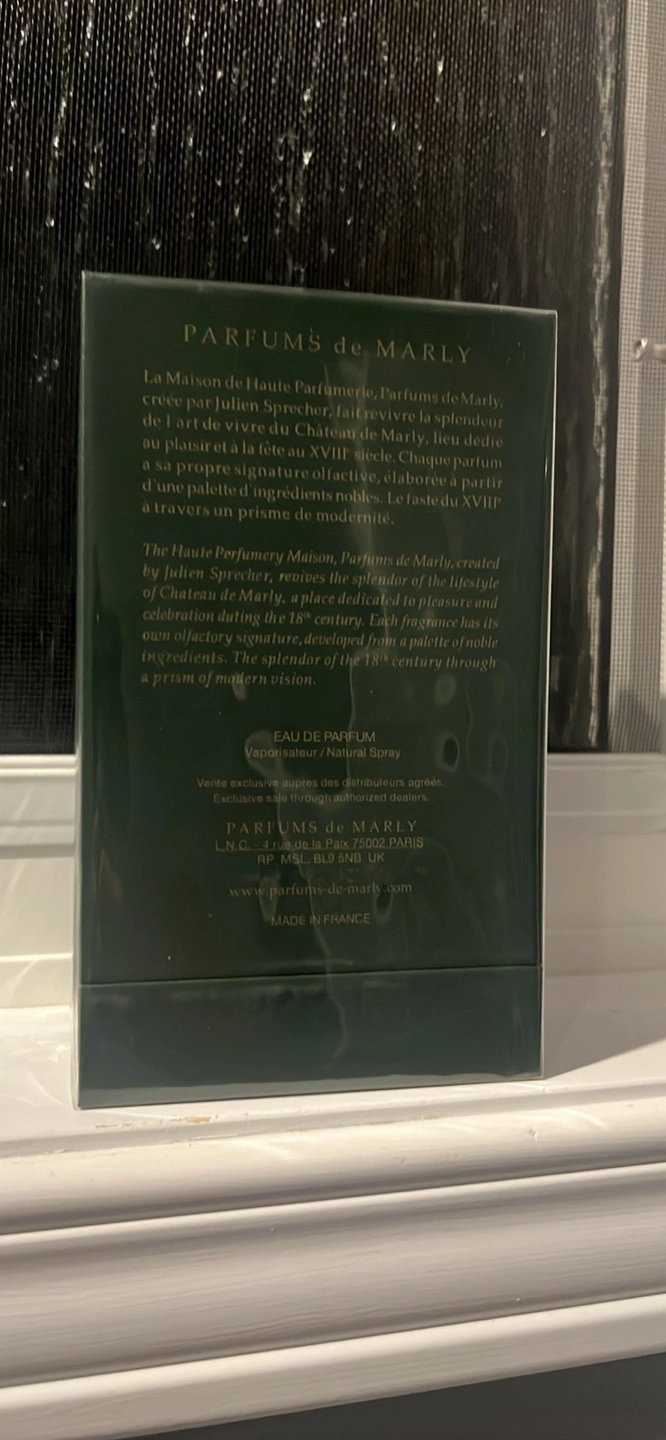 PARFUMS de MARLY
La Maison de Haute Parfumerie, Parfums de Marly,
créée par Julien Sprecher, fait revivre la splendeur
de l'art de vivre du Château de Marly, lieu dédié
au plaisir et à la fête au XVIIIᵉ siècle. Chaque parfum
a sa propre signature olfactive, élaborée à partir
d'une palette d'ingrédients nobles. Le faste du XVIIIᵉ
à travers un prisme de modernité.
The Haute Perfumery Maison, Parfums de Marly, created
by Julien Sprecher, revives the splendor of the lifestyle
of Chateau de Marly, a place dedicated to pleasure and
celebration during the 18ᵗʰ century. Each fragrance has its
own olfactory signature, developed from a palette of noble
ingredients. The splendor of the 18ᵗʰ century through
a prism of modern vision.
EAU DE PARFUM
Vaporisateur / Natural Spray
Vente exclusive aupres des distributeurs agréés.
Exclusive sale through authorized dealers.
PARFUMS de MARLY
L.N.C. - 4 rue de la Paix 75002 PARIS
RP. MSL, BL9 5NB UK
www.parfums-de-marly.com
MADE IN FRANCE